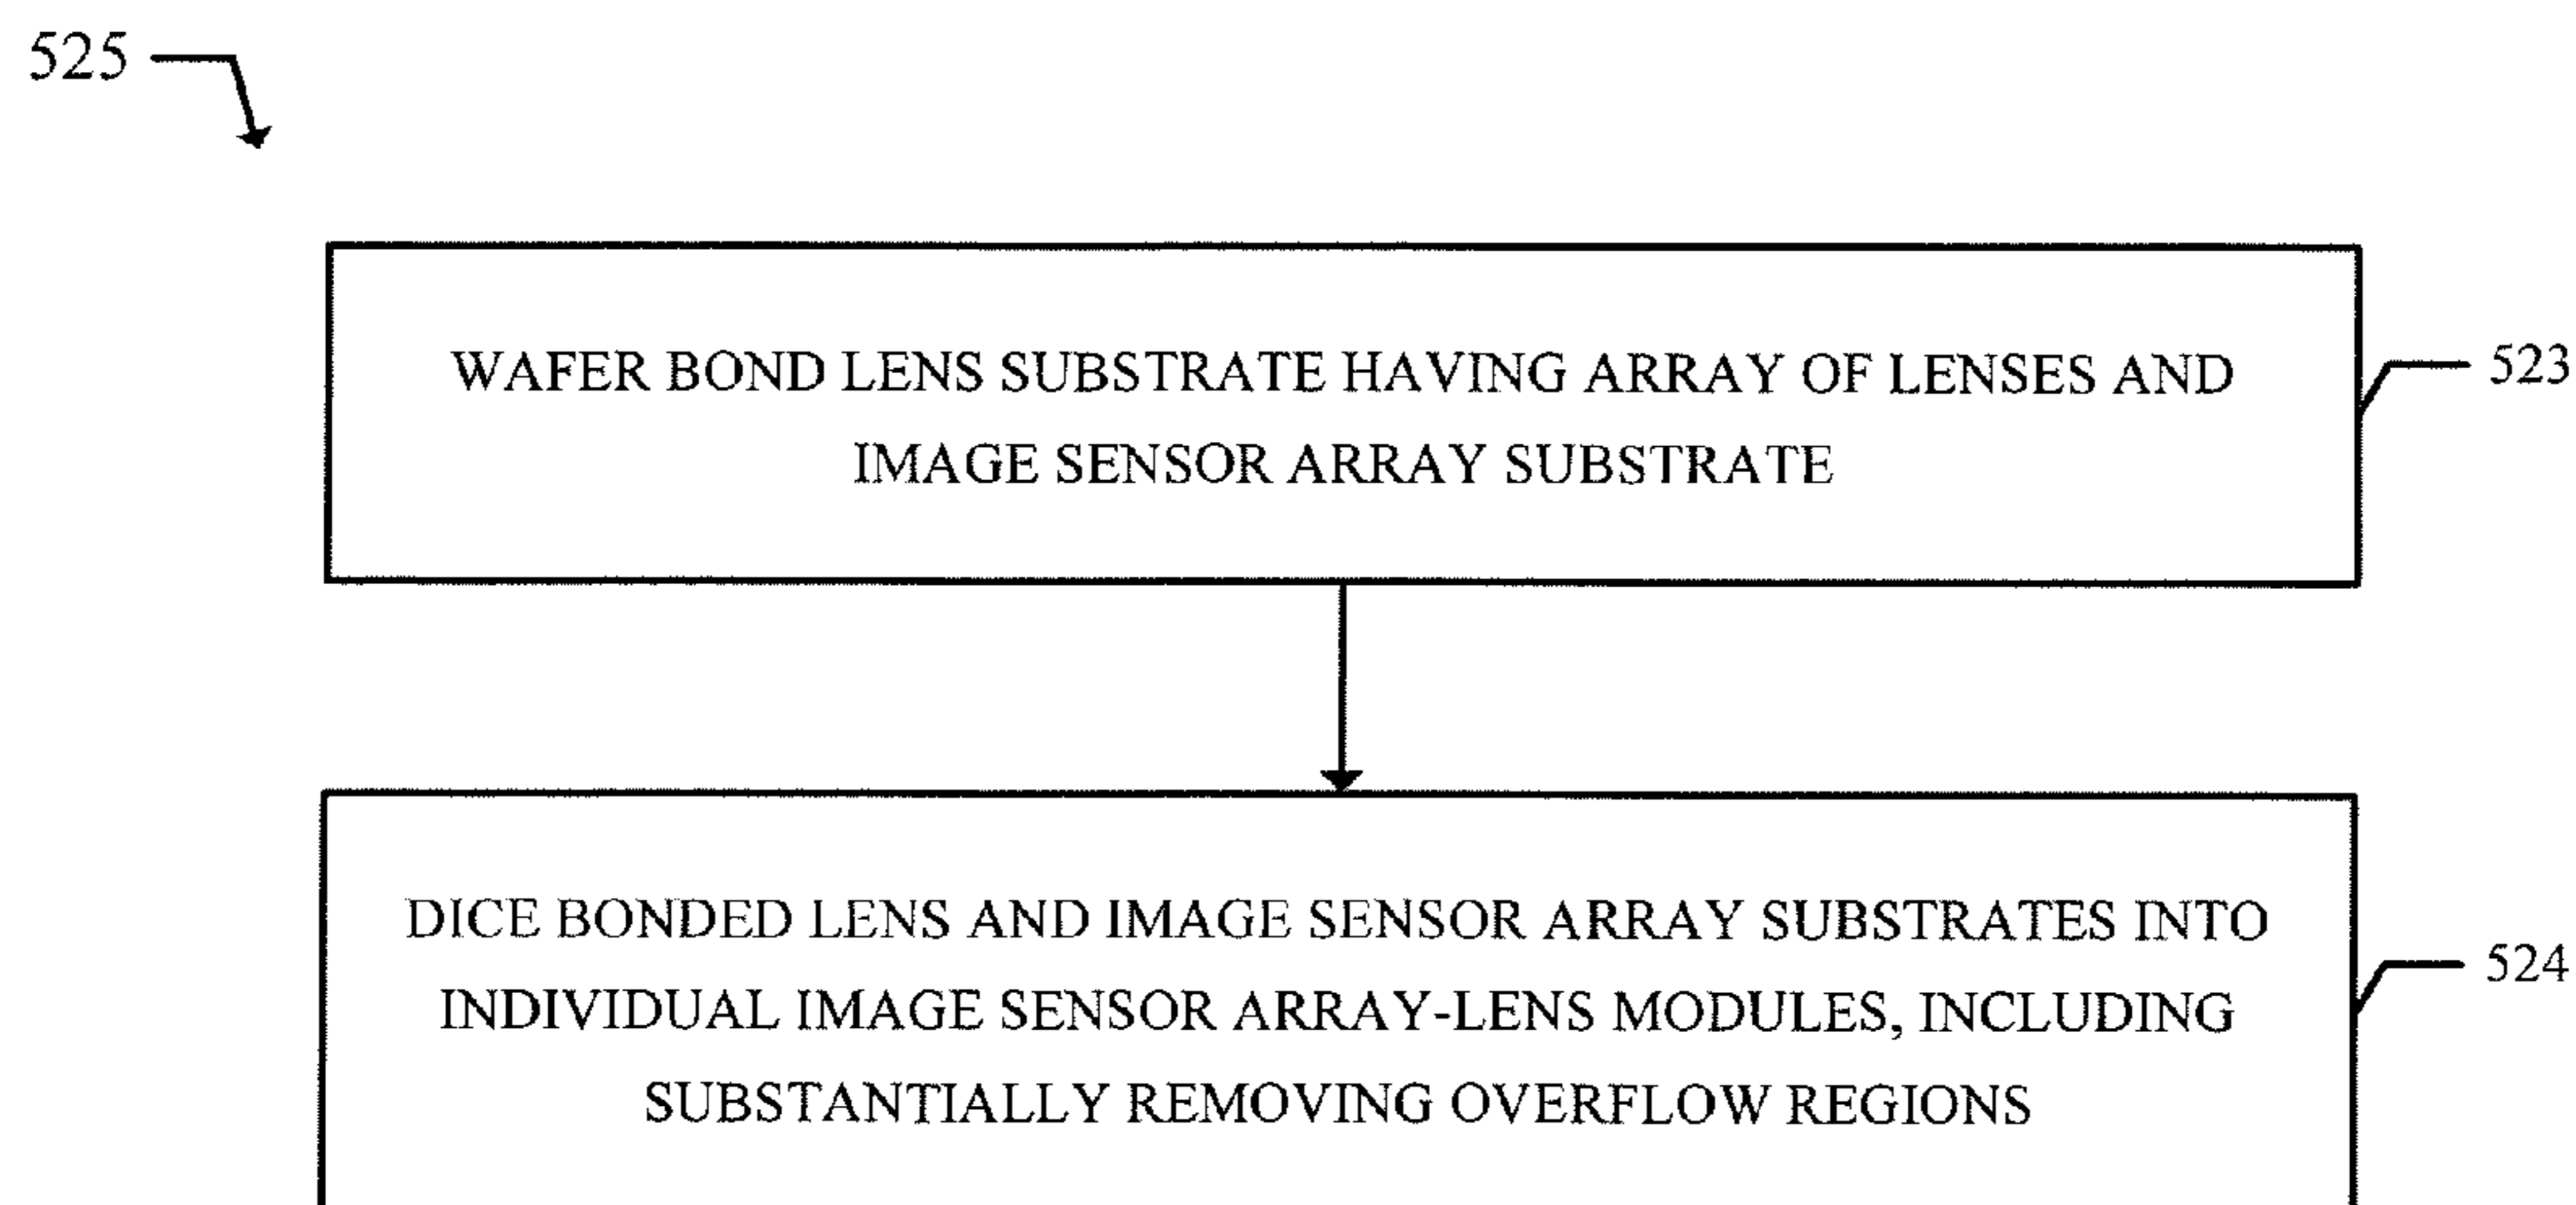 525
WAFER BOND LENS SUBSTRATE HAVING ARRAY OF LENSES AND
IMAGE SENSOR ARRAY SUBSTRATE
523
DICE BONDED LENS AND IMAGE SENSOR ARRAY SUBSTRATES INTO
INDIVIDUAL IMAGE SENSOR ARRAY-LENS MODULES, INCLUDING
SUBSTANTIALLY REMOVING OVERFLOW REGIONS
524